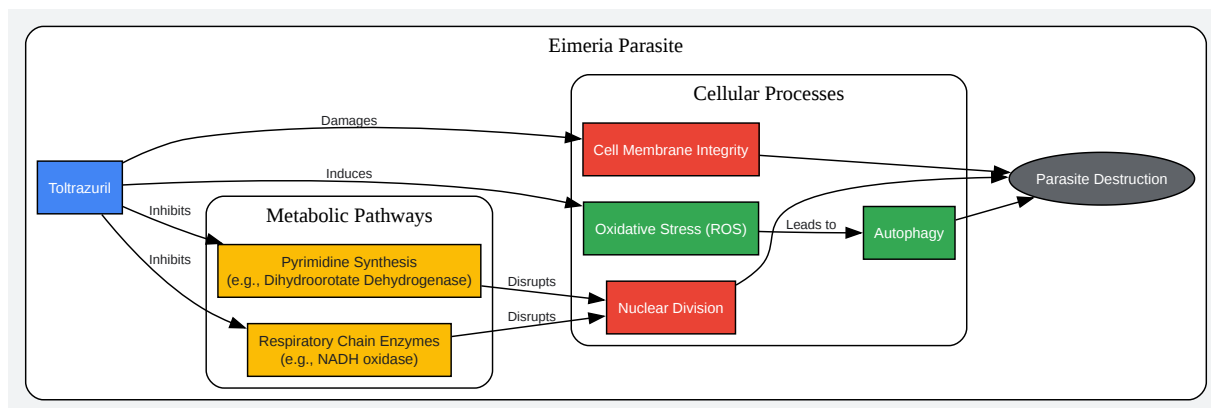 Eimeria Parasite
Cellular Processes
Damages
Cell Membrane Integrity
Toltrazuril
Induces
Parasite Destruction
Inhibits
Metabolic Pathways
Oxidative Stress (ROS)
Leads to
Autophagy
Inhibits
Pyrimidine Synthesis
(e.g., Dihydroorotate Dehydrogenase)
Disrupts
Nuclear Division
Disrupts
Respiratory Chain Enzymes
(e.g., NADH oxidase)